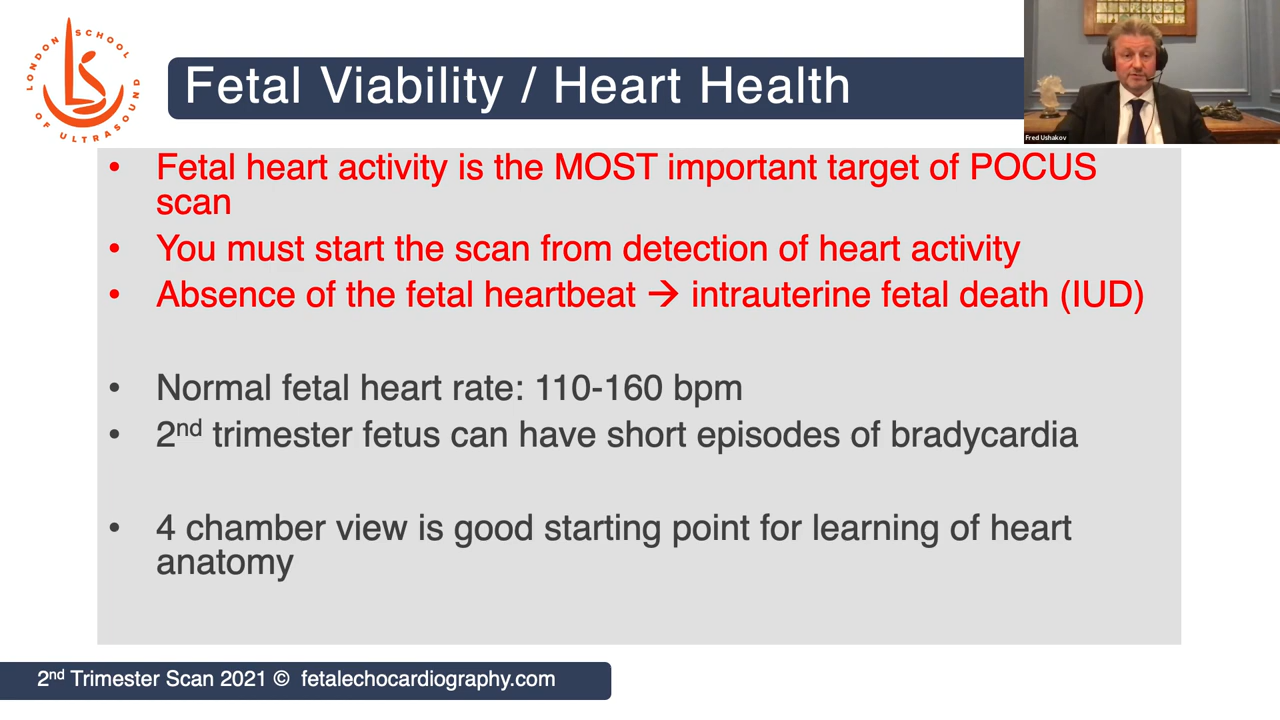 LONDON SCHOOL
OF ULTRASOUND
LS
Fetal Viability / Heart Health
Fred Ushakov
• Fetal heart activity is the MOST important target of POCUS
scan
• You must start the scan from detection of heart activity
• Absence of the fetal heartbeat → intrauterine fetal death (IUD)
• Normal fetal heart rate: 110-160 bpm
• 2nd trimester fetus can have short episodes of bradycardia
• 4 chamber view is good starting point for learning of heart
anatomy
2nd Trimester Scan 2021 © fetalechocardiography.com